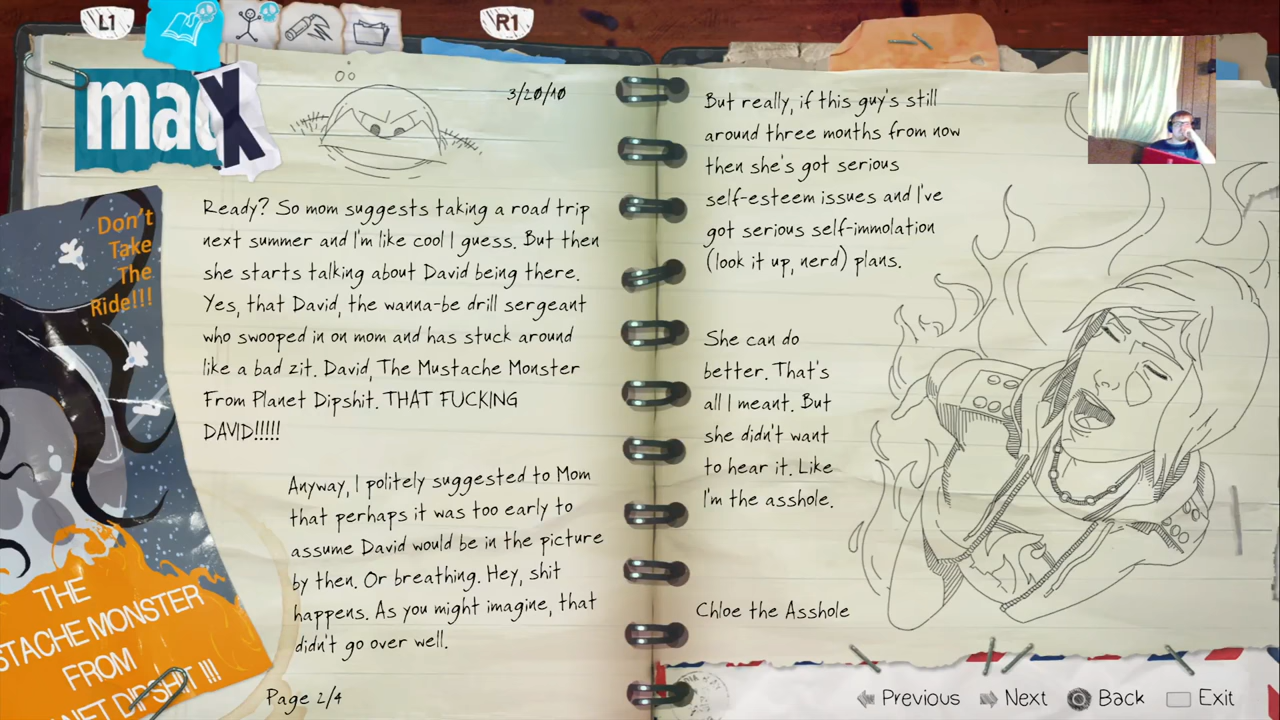 L1
R1
madX
3/20/10
Don't
Take
The
Ride!!!
Ready? So mom suggests taking a road trip
next summer and I'm like cool I guess. But then
she starts talking about David being there.
Yes, that David, the wanna-be drill sergeant
who swooped in on mom and has stuck around
like a bad zit. David, The Mustache Monster
From Planet Dipshit. THAT FUCKING
DAVID!!!!!
Anyway, I politely suggested to Mom
that perhaps it was too early to
assume David would be in the picture
by then. Or breathing. Hey, shit
happens. As you might imagine, that
didn't go over well.
THE
STACHE MONSTER
FROM
NET DIPSHIT !!!
Page 2/4
But really, if this guy's still
around three months from now
then she's got serious
self-esteem issues and I've
got serious self-immolation
(look it up, nerd) plans.
She can do
better. That's
all I meant. But
she didn't want
to hear it. Like
I'm the asshole.
Chloe the Asshole
Previous Next Back Exit